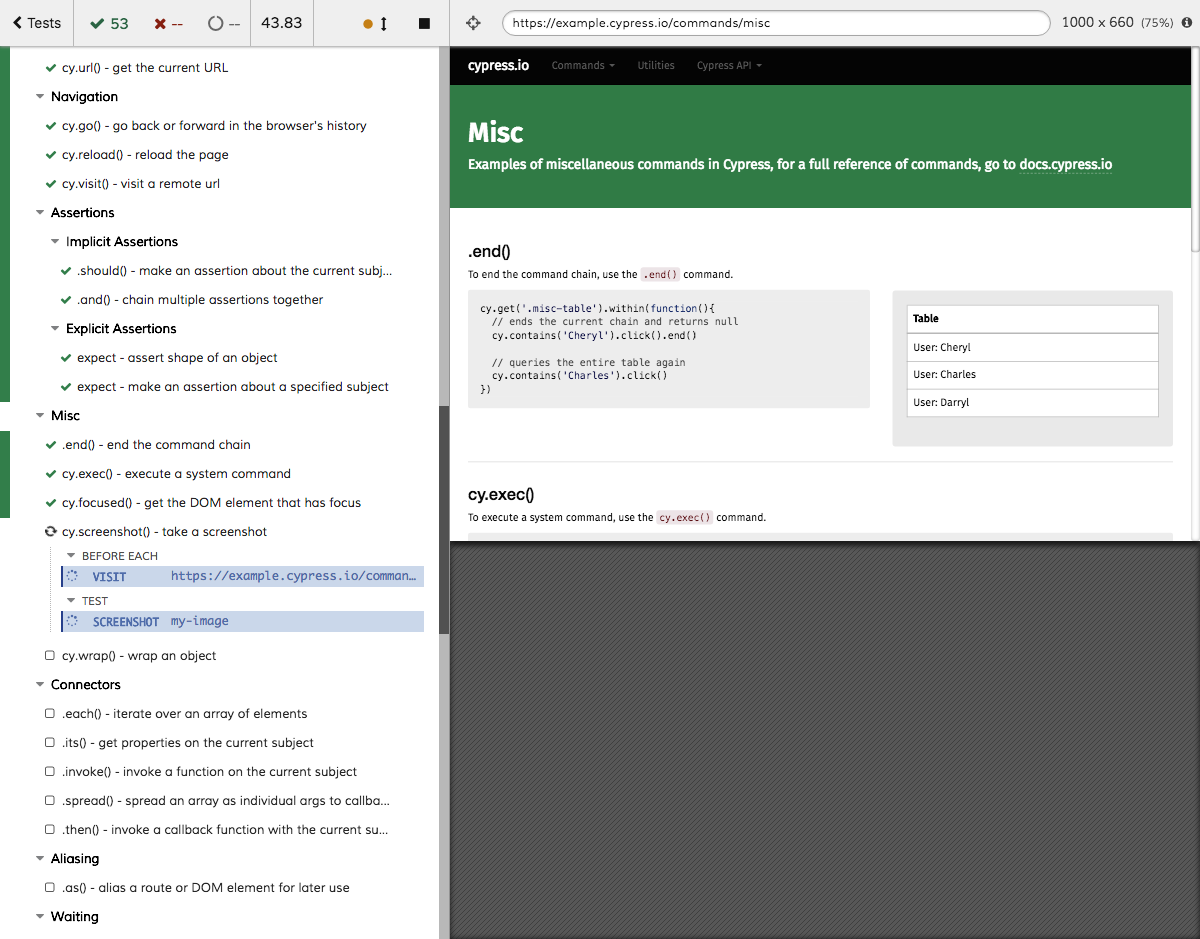 Tests 53 -- -- 43.83
https://example.cypress.io/commands/misc 1000 x 660 (75%)
cy.url() - get the current URL
Navigation
cy.go() - go back or forward in the browser's history
cy.reload() - reload the page
cy.visit() - visit a remote url
Assertions
Implicit Assertions
.should() - make an assertion about the current subj...
.and() - chain multiple assertions together
Explicit Assertions
expect - assert shape of an object
expect - make an assertion about a specified subject
Misc
.end() - end the command chain
cy.exec() - execute a system command
cy.focused() - get the DOM element that has focus
cy.screenshot() - take a screenshot
BEFORE EACH
VISIT https://example.cypress.io/comman...
TEST
SCREENSHOT my-image
cy.wrap() - wrap an object
Connectors
.each() - iterate over an array of elements
.its() - get properties on the current subject
.invoke() - invoke a function on the current subject
.spread() - spread an array as individual args to callba...
.then() - invoke a callback function with the current su...
Aliasing
.as() - alias a route or DOM element for later use
Waiting
cypress.io Commands Utilities Cypress API
Misc
Examples of miscellaneous commands in Cypress, for a full reference of commands, go to docs.cypress.io
.end()
To end the command chain, use the .end() command.
cy.get('.misc-table').within(function(){
// ends the current chain and returns null
cy.contains('Cheryl').click().end()
// queries the entire table again
cy.contains('Charles').click()
})
Table
User: Cheryl
User: Charles
User: Darryl
cy.exec()
To execute a system command, use the cy.exec() command.